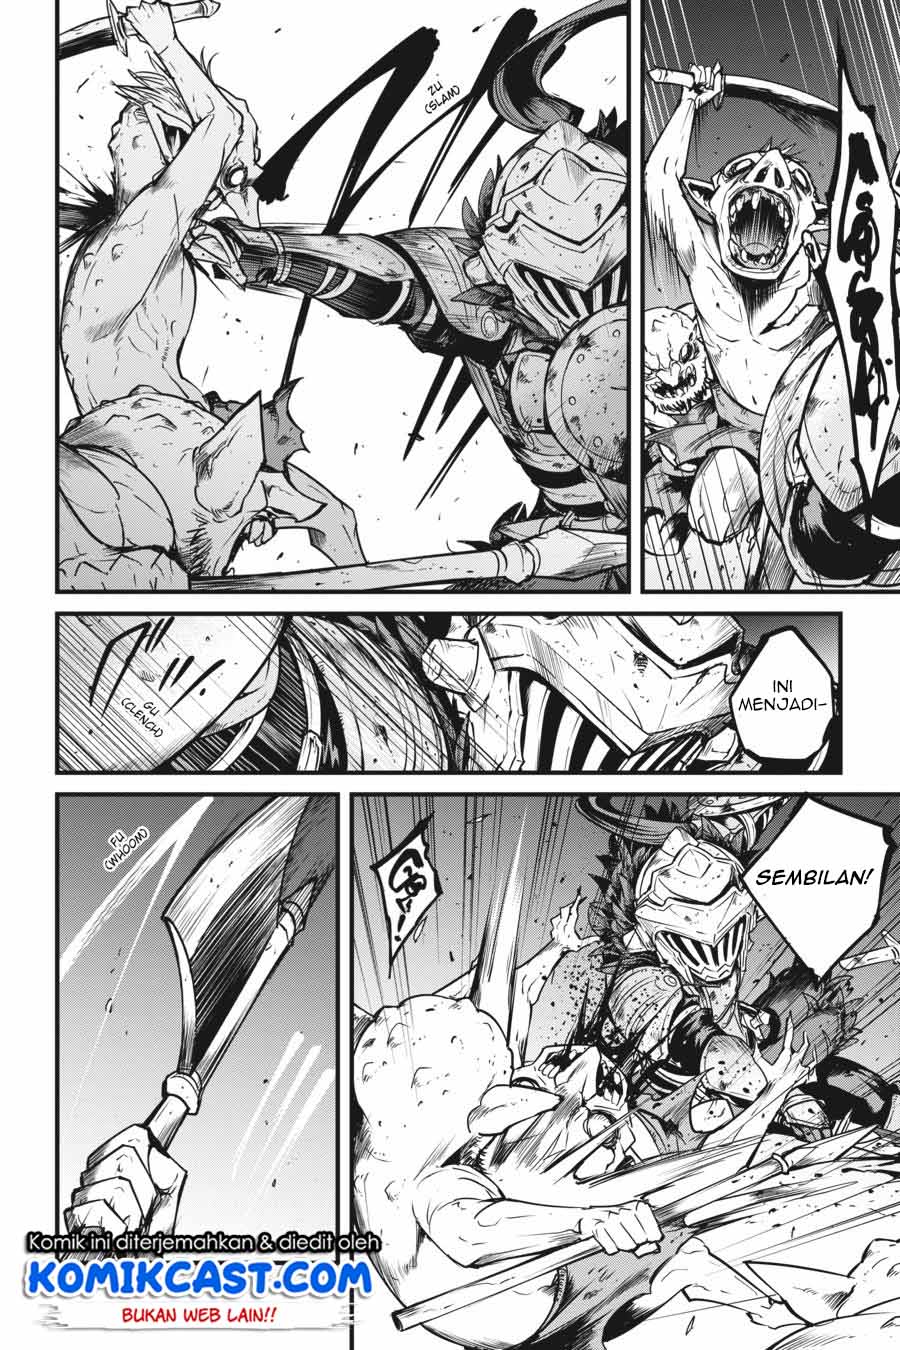 ZU
(SLAM)
INI
MENJADI-
GU
(CLENCH)
SEMBILAN!
FU
(WHOOM)
Komik ini diterjemahkan & diedit oleh
KOMIKCAST.COM
BUKAN WEB LAIN!!